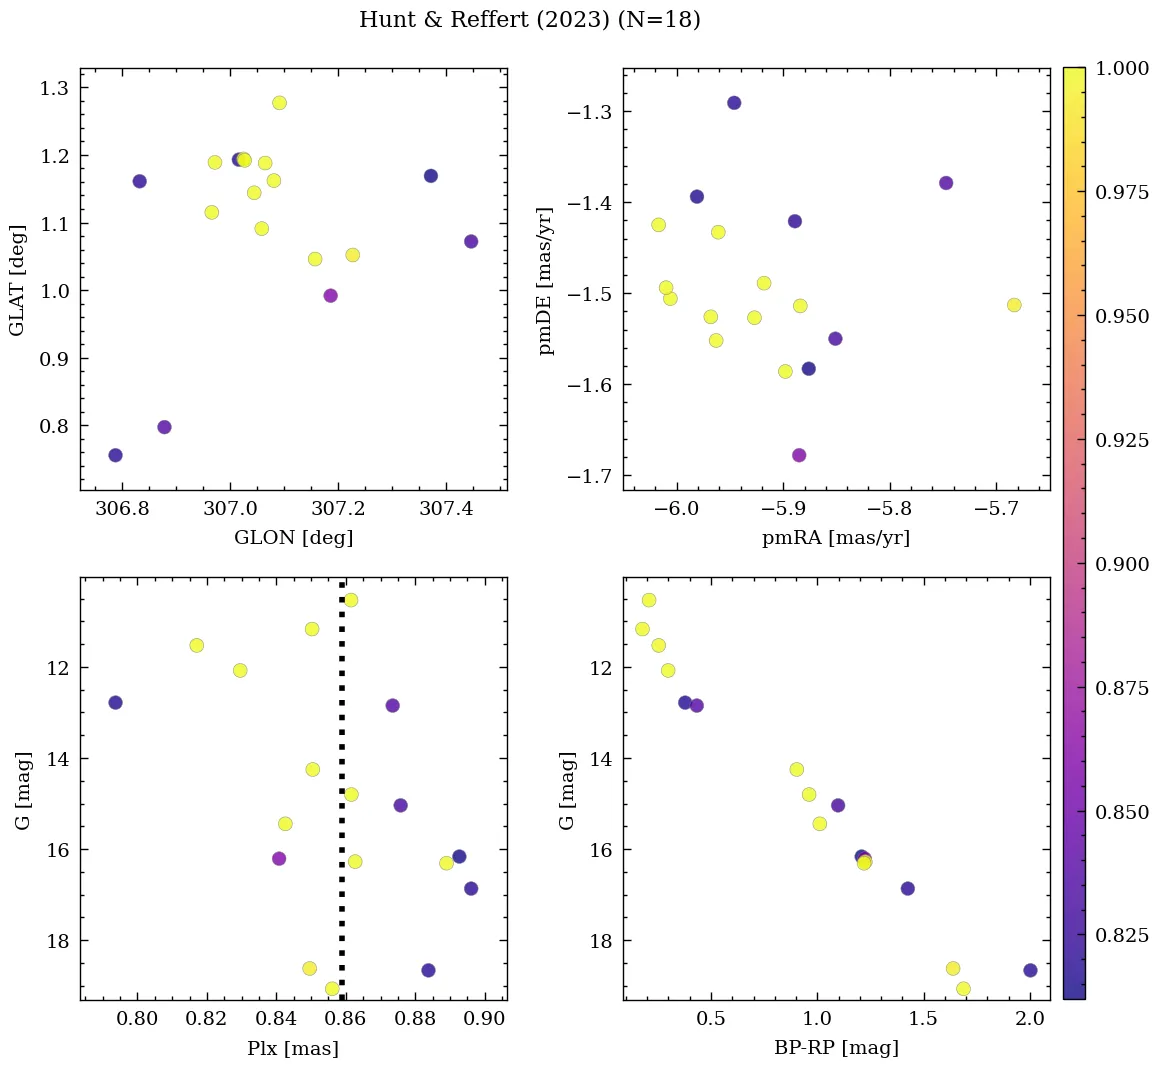 Hunt & Reffert (2023) (N=18)
1.3
1.2
1.1
1.0
0.9
0.8
GLAT [deg]
306.8 307.0 307.2 307.4
GLON [deg]
−1.3
−1.4
−1.5
−1.6
−1.7
pmDE [mas/yr]
−6.0 −5.9 −5.8 −5.7
pmRA [mas/yr]
12
14
16
18
G [mag]
0.80 0.82 0.84 0.86 0.88 0.90
Plx [mas]
12
14
16
18
G [mag]
0.5 1.0 1.5 2.0
BP-RP [mag]
1.000
0.975
0.950
0.925
0.900
0.875
0.850
0.825